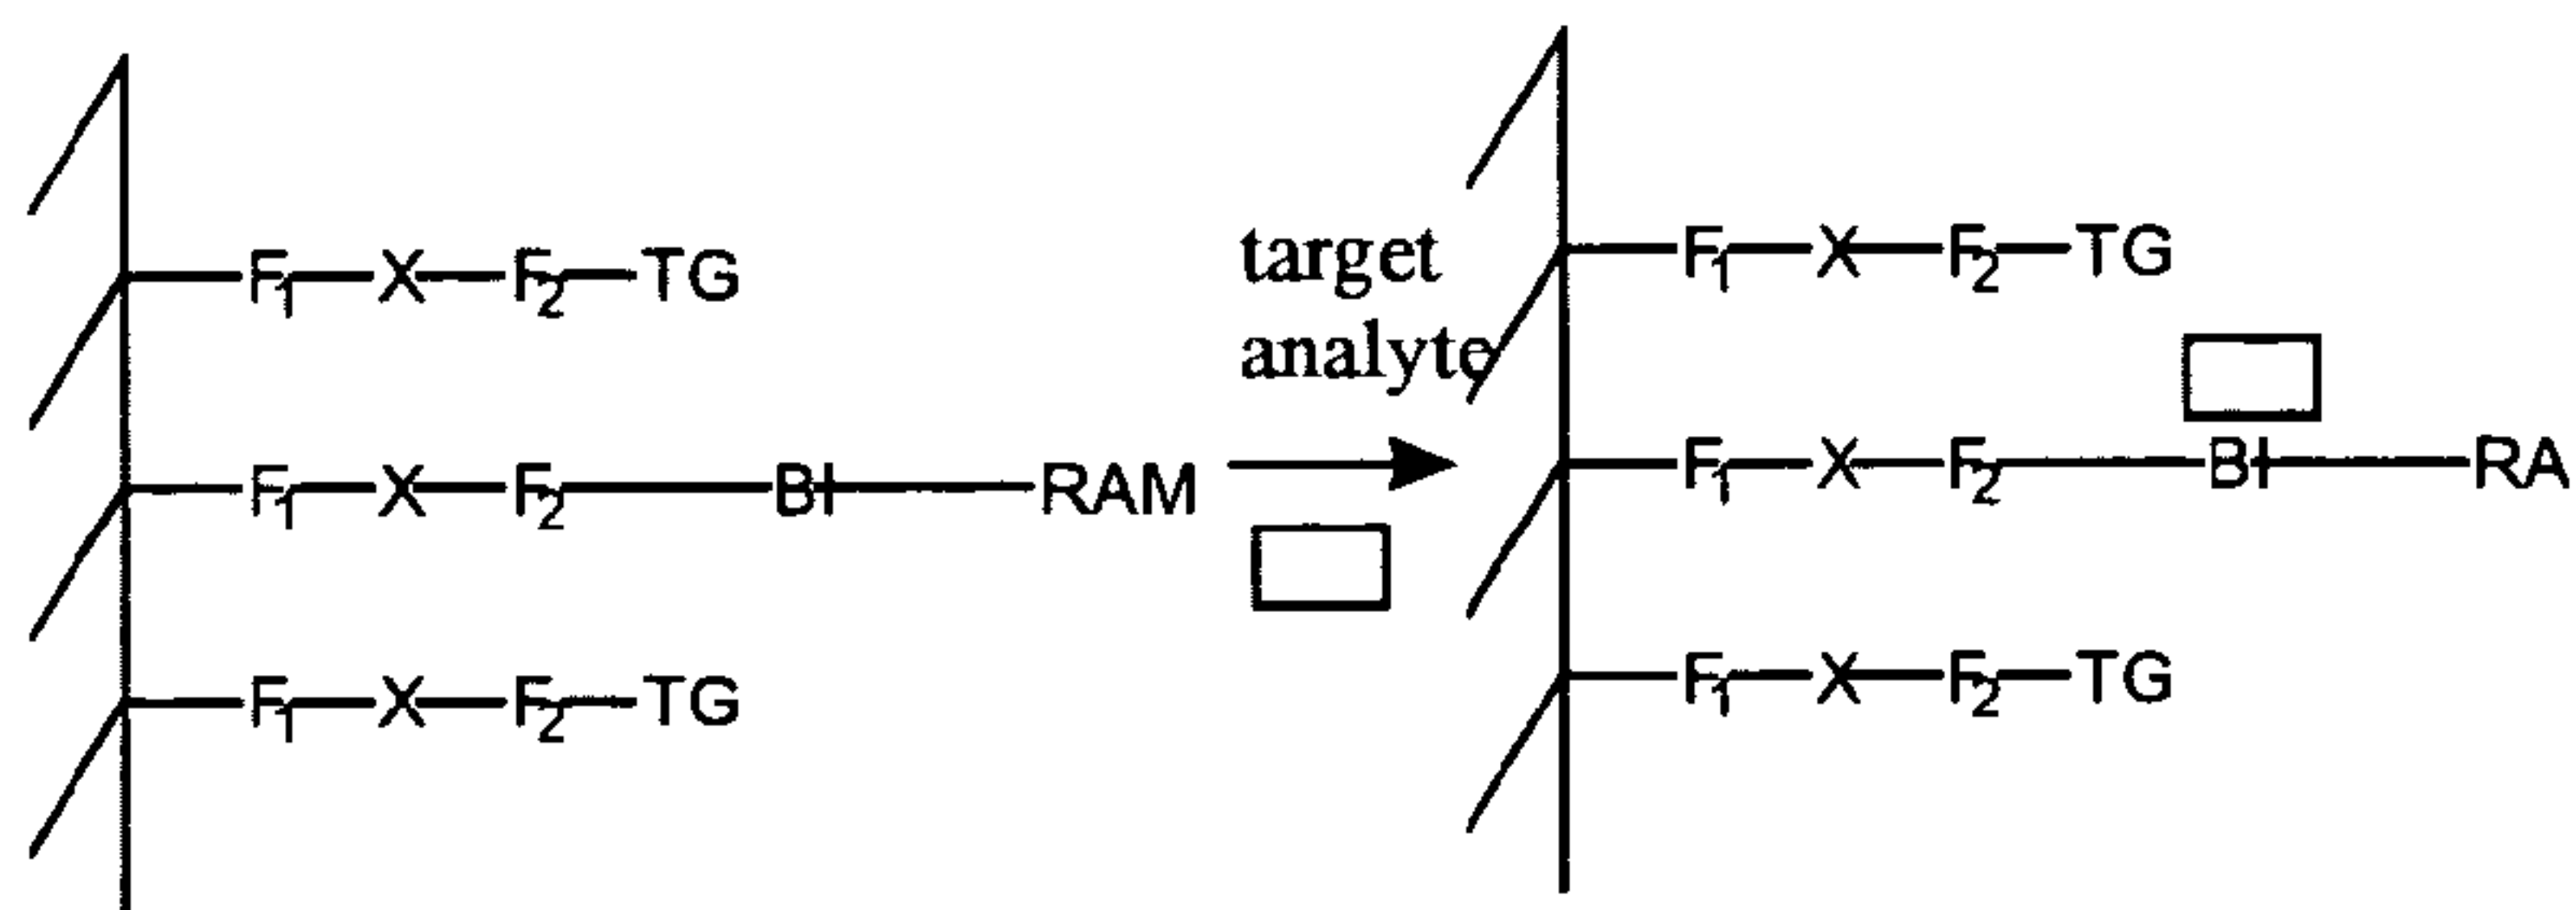 F1—X—F2—TG
F1—X—F2—BI—RAM
F1—X—F2—TG
target
analyte
F1—X—F2—TG
F1—X—F2—BI—RA
F1—X—F2—TG